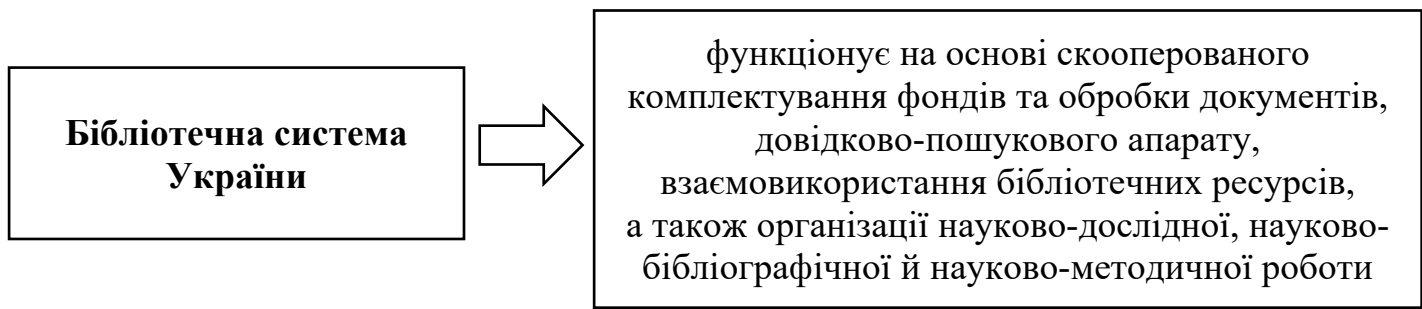 Бібліотечна система
України
функціонує на основі скооперованого
комплектування фондів та обробки документів,
довідково-пошукового апарату,
взаємовикористання бібліотечних ресурсів,
а також організації науково-дослідної, науково-
бібліографічної й науково-методичної роботи